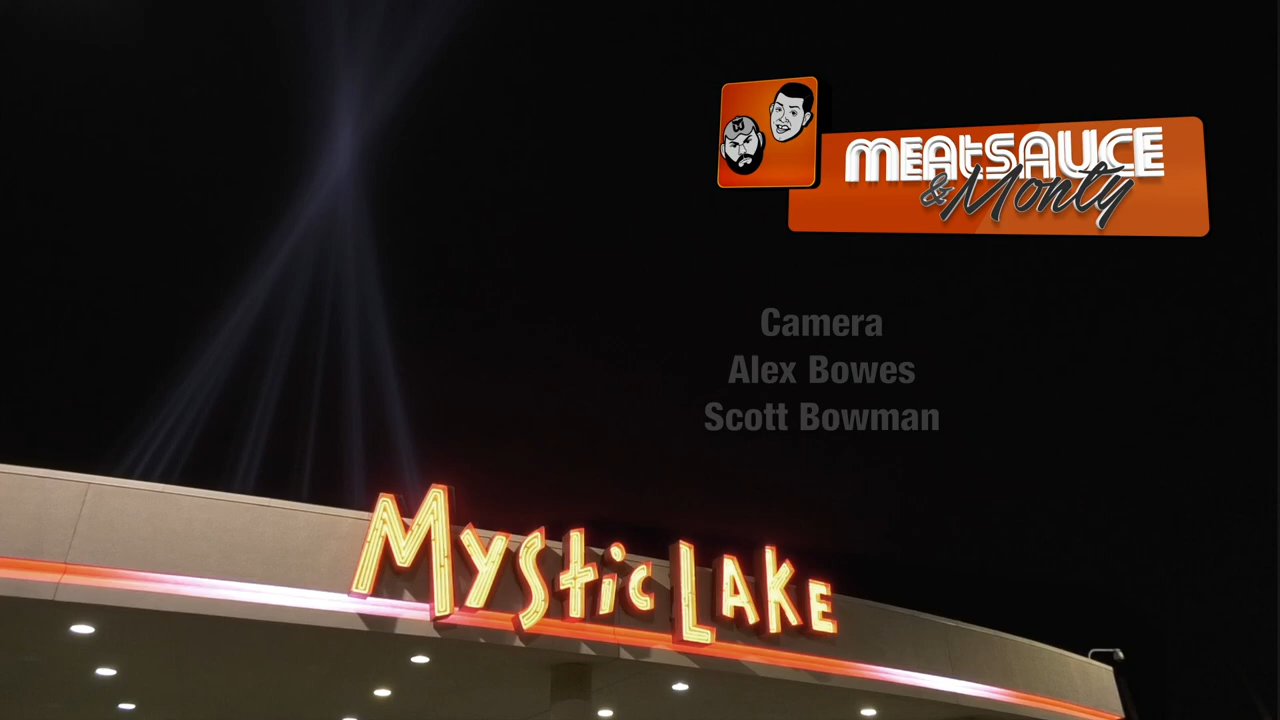 MEAtSAUCE
& Monty
Camera
Alex Bowes
Scott Bowman
MYStic LAKE